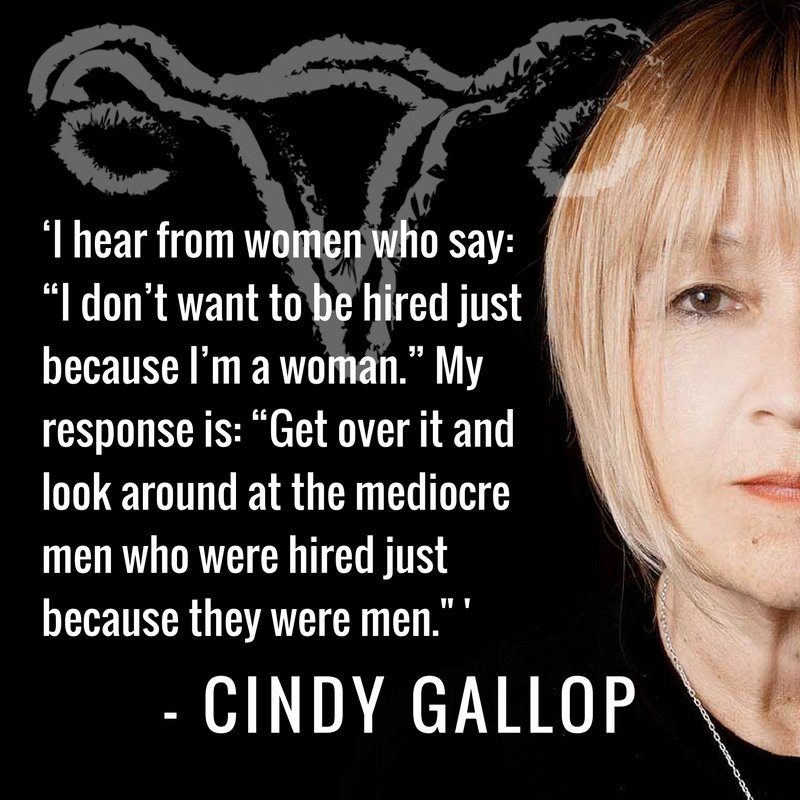 ‘I hear from women who say:
“I don’t want to be hired just
because I’m a woman.” My
response is: “Get over it and
look around at the mediocre
men who were hired just
because they were men." '
- CINDY GALLOP